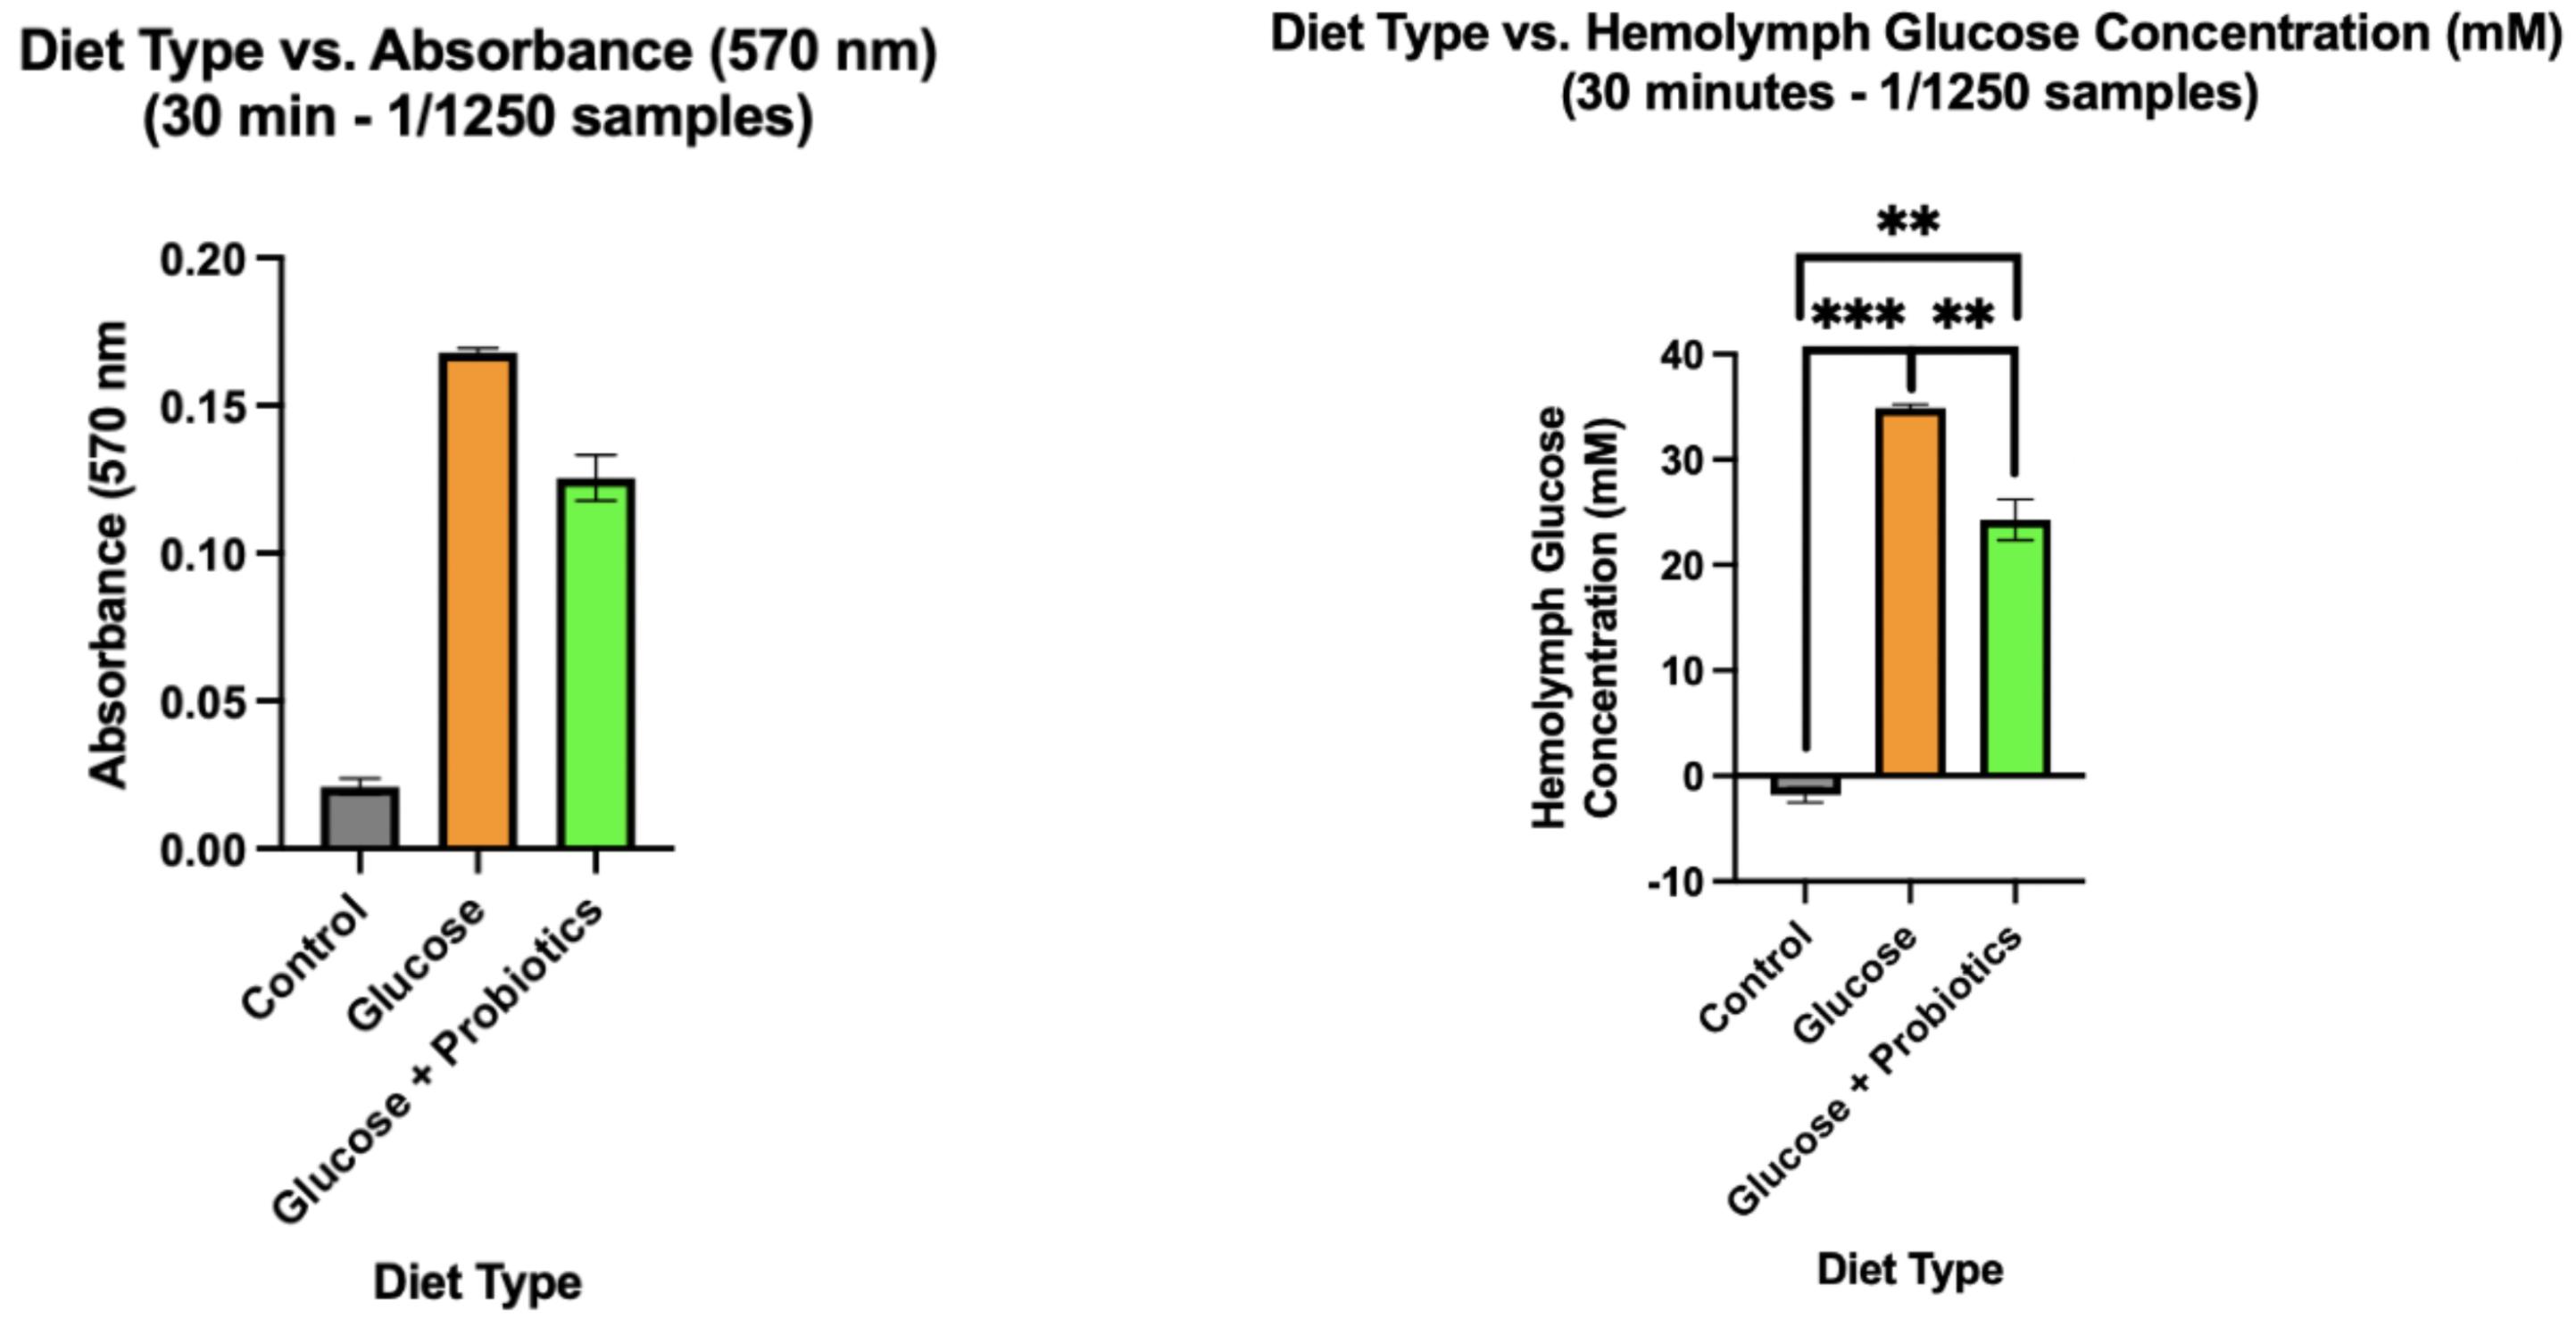 Diet Type vs. Absorbance (570 nm)
(30 min - 1/1250 samples)
Absorbance (570 nm
0.20
0.15
0.10
0.05
0.00
Control
Glucose
Glucose + Probiotics
Diet Type
Diet Type vs. Hemolymph Glucose Concentration (mM)
(30 minutes - 1/1250 samples)
**
*** **
Hemolymph Glucose
Concentration (mM)
40
30
20
10
0
-10
Control
Glucose
Glucose + Probiotics
Diet Type